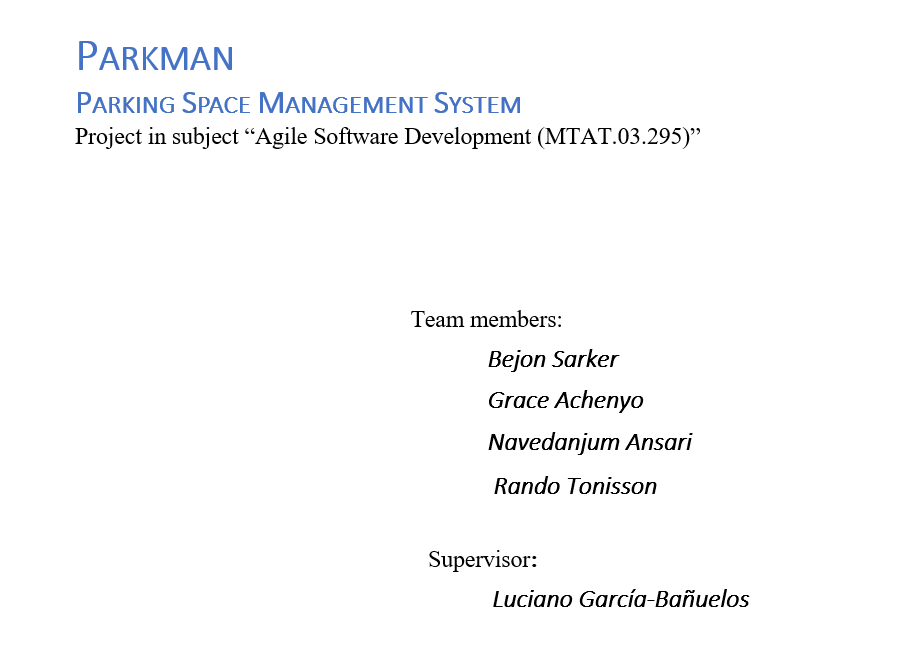 PARKMAN
PARKING SPACE MANAGEMENT SYSTEM
Project in subject “Agile Software Development (MTAT.03.295)”
Team members:
Bejon Sarker
Grace Achenyo
Navedanjum Ansari
Rando Tonisson
Supervisor:
Luciano García-Bañuelos